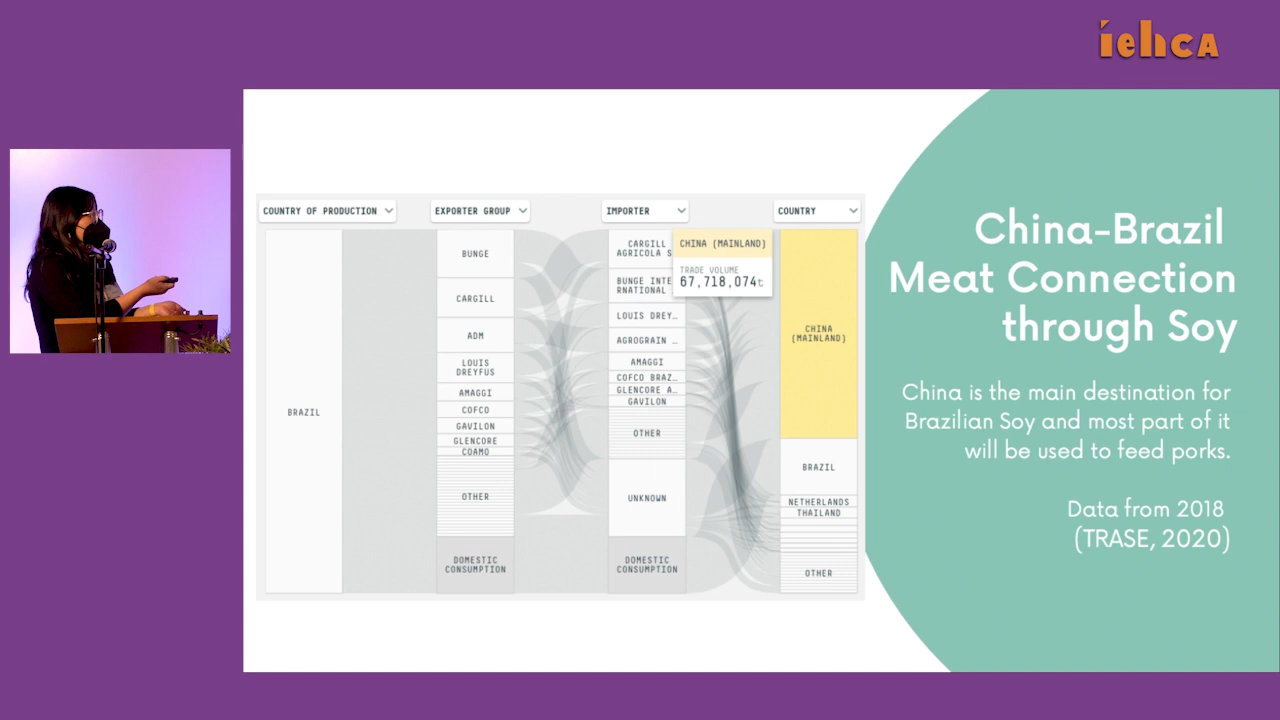 iehca
COUNTRY OF PRODUCTION
EXPORTER GROUP
IMPORTER
COUNTRY
BRAZIL
BUNGE
CARGILL
ADM
LOUIS
DREYFUS
AMAGGI
COFCO
GAVILON
GLENCORE
COAMO
OTHER
DOMESTIC
CONSUMPTION
CARGILL
AGRICOLA S
BUNGE INTE
RNATIONAL
LOUIS DREY…
AGROGRAIN …
AMAGGI
COFCO BRAZ…
GLENCORE A…
GAVILON
OTHER
UNKNOWN
DOMESTIC
CONSUMPTION
CHINA (MAINLAND)
TRADE VOLUME
67,718,074t
CHINA
(MAINLAND)
BRAZIL
NETHERLANDS
THAILAND
OTHER
China-Brazil
Meat Connection
through Soy
China is the main destination for
Brazilian Soy and most part of it
will be used to feed porks.
Data from 2018
(TRASE, 2020)